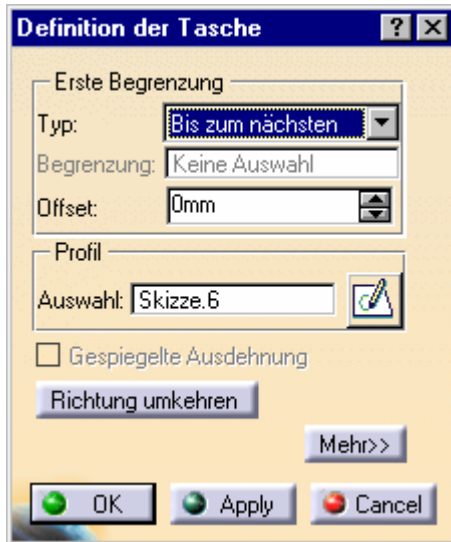 Definition der Tasche
Erste Begrenzung
Typ: Bis zum nächsten
Begrenzung: Keine Auswahl
Offset: 0mm
Profil
Auswahl: Skizze.6
Gespiegelte Ausdehnung
Richtung umkehren
Mehr>>
OK Apply Cancel